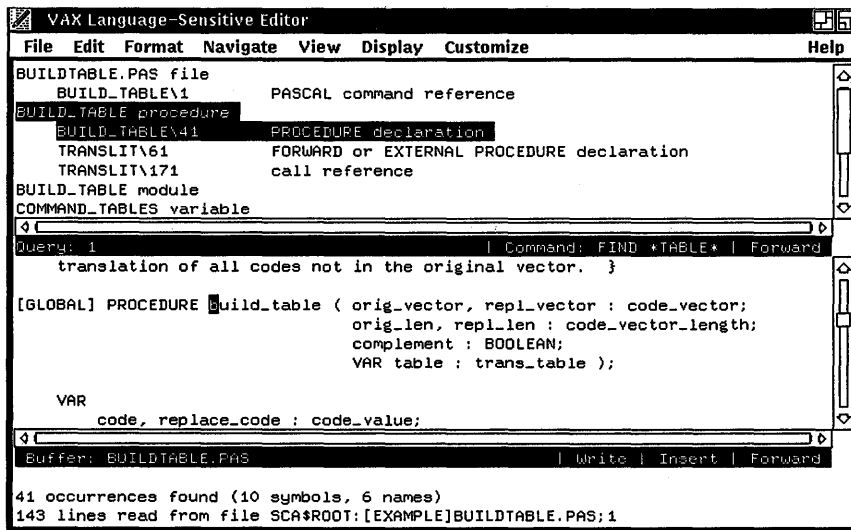 VAX Language-Sensitive Editor
File Edit Format Navigate View Display Customize Help
BUILDTABLE.PAS file
BUILD_TABLE\1 PASCAL command reference
BUILD_TABLE procedure
BUILD_TABLE\41 PROCEDURE declaration
TRANSLIT\61 FORWARD or EXTERNAL PROCEDURE declaration
TRANSLIT\171 call reference
BUILD_TABLE module
COMMAND_TABLES variable
Query: 1 | Command: FIND *TABLE* | Forward
translation of all codes not in the original vector. }
[GLOBAL] PROCEDURE build_table ( orig_vector, repl_vector : code_vector;
orig_len, repl_len : code_vector_length;
complement : BOOLEAN;
VAR table : trans_table );
VAR
code, replace_code : code_value;
Buffer: BUILDTABLE.PAS | Write | Insert | Forward
41 occurrences found (10 symbols, 6 names)
143 lines read from file SCA$ROOT:[EXAMPLE]BUILDTABLE.PAS;1